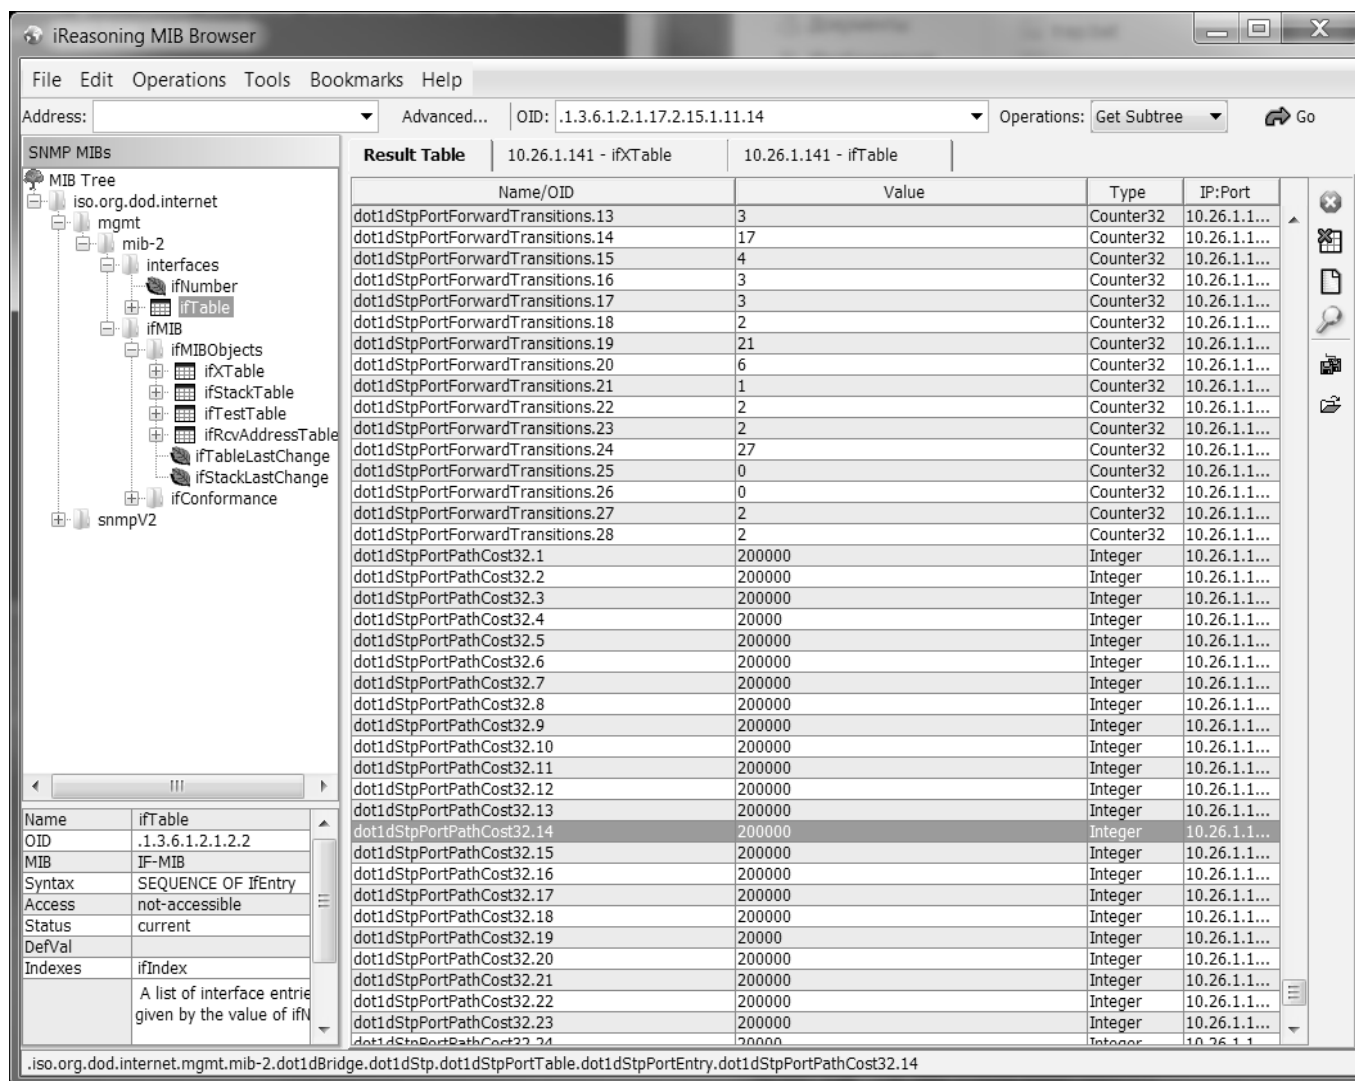 iReasoning MIB Browser
File Edit Operations Tools Bookmarks Help
Address: Advanced... OID: .1.3.6.1.2.1.17.2.15.1.11.14 Operations: Get Subtree Go
SNMP MIBs
MIB Tree
iso.org.dod.internet
mgmt
mib-2
interfaces
ifNumber
ifTable
ifMIB
ifMIBObjects
ifXTable
ifStackTable
ifTestTable
ifRcvAddressTable
ifTableLastChange
ifStackLastChange
ifConformance
snmpV2
Name ifTable
OID .1.3.6.1.2.1.2.2
MIB IF-MIB
Syntax SEQUENCE OF IfEntry
Access not-accessible
Status current
DefVal
Indexes ifIndex
A list of interface entrie
given by the value of ifN
Result Table 10.26.1.141 - ifXTable 10.26.1.141 - ifTable
Name/OID Value Type IP:Port
dot1dStpPortForwardTransitions.13 3 Counter32 10.26.1.1...
dot1dStpPortForwardTransitions.14 17 Counter32 10.26.1.1...
dot1dStpPortForwardTransitions.15 4 Counter32 10.26.1.1...
dot1dStpPortForwardTransitions.16 3 Counter32 10.26.1.1...
dot1dStpPortForwardTransitions.17 3 Counter32 10.26.1.1...
dot1dStpPortForwardTransitions.18 2 Counter32 10.26.1.1...
dot1dStpPortForwardTransitions.19 21 Counter32 10.26.1.1...
dot1dStpPortForwardTransitions.20 6 Counter32 10.26.1.1...
dot1dStpPortForwardTransitions.21 1 Counter32 10.26.1.1...
dot1dStpPortForwardTransitions.22 2 Counter32 10.26.1.1...
dot1dStpPortForwardTransitions.23 2 Counter32 10.26.1.1...
dot1dStpPortForwardTransitions.24 27 Counter32 10.26.1.1...
dot1dStpPortForwardTransitions.25 0 Counter32 10.26.1.1...
dot1dStpPortForwardTransitions.26 0 Counter32 10.26.1.1...
dot1dStpPortForwardTransitions.27 2 Counter32 10.26.1.1...
dot1dStpPortForwardTransitions.28 2 Counter32 10.26.1.1...
dot1dStpPortPathCost32.1 200000 Integer 10.26.1.1...
dot1dStpPortPathCost32.2 200000 Integer 10.26.1.1...
dot1dStpPortPathCost32.3 200000 Integer 10.26.1.1...
dot1dStpPortPathCost32.4 20000 Integer 10.26.1.1...
dot1dStpPortPathCost32.5 200000 Integer 10.26.1.1...
dot1dStpPortPathCost32.6 200000 Integer 10.26.1.1...
dot1dStpPortPathCost32.7 200000 Integer 10.26.1.1...
dot1dStpPortPathCost32.8 200000 Integer 10.26.1.1...
dot1dStpPortPathCost32.9 200000 Integer 10.26.1.1...
dot1dStpPortPathCost32.10 200000 Integer 10.26.1.1...
dot1dStpPortPathCost32.11 200000 Integer 10.26.1.1...
dot1dStpPortPathCost32.12 200000 Integer 10.26.1.1...
dot1dStpPortPathCost32.13 200000 Integer 10.26.1.1...
dot1dStpPortPathCost32.14 200000 Integer 10.26.1.1...
dot1dStpPortPathCost32.15 200000 Integer 10.26.1.1...
dot1dStpPortPathCost32.16 200000 Integer 10.26.1.1...
dot1dStpPortPathCost32.17 200000 Integer 10.26.1.1...
dot1dStpPortPathCost32.18 200000 Integer 10.26.1.1...
dot1dStpPortPathCost32.19 20000 Integer 10.26.1.1...
dot1dStpPortPathCost32.20 200000 Integer 10.26.1.1...
dot1dStpPortPathCost32.21 200000 Integer 10.26.1.1...
dot1dStpPortPathCost32.22 200000 Integer 10.26.1.1...
dot1dStpPortPathCost32.23 200000 Integer 10.26.1.1...
dot1dStpPortPathCost32.24 20000 Integer 10.26.1.1...
.iso.org.dod.internet.mgmt.mib-2.dot1dBridge.dot1dStp.dot1dStpPortTable.dot1dStpPortEntry.dot1dStpPortPathCost32.14